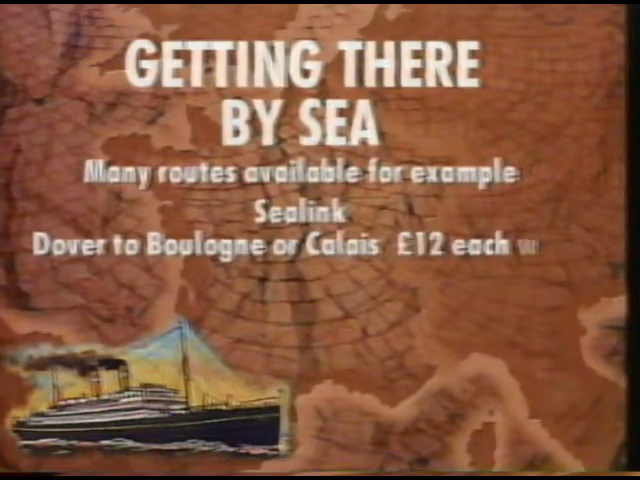 GETTING THERE
BY SEA
Many routes available for example
Sealink
Dover to Boulogne or Calais £12 each